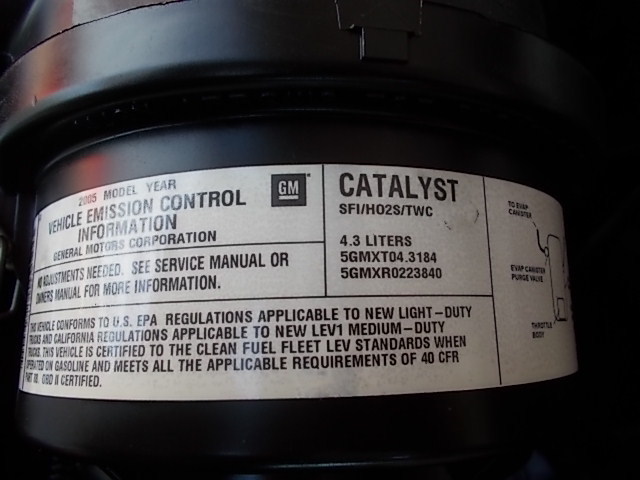 2005 MODEL YEAR
VEHICLE EMISSION CONTROL
INFORMATION
GENERAL MOTORS CORPORATION
GM
NO ADJUSTMENTS NEEDED. SEE SERVICE MANUAL OR
OWNERS MANUAL FOR MORE INFORMATION.
CATALYST
SFI/HO2S/TWC
4.3 LITERS
5GMXT04.3184
5GMXR0223840
THIS VEHICLE CONFORMS TO U.S. EPA REGULATIONS APPLICABLE TO NEW LIGHT-DUTY
TRUCKS AND CALIFORNIA REGULATIONS APPLICABLE TO NEW LEV1 MEDIUM-DUTY
TRUCKS. THIS VEHICLE IS CERTIFIED TO THE CLEAN FUEL FLEET LEV STANDARDS WHEN
OPERATED ON GASOLINE AND MEETS ALL THE APPLICABLE REQUIREMENTS OF 40 CFR
PART 88. OBD II CERTIFIED.
TO EVAP
CANISTER
EVAP CANISTER
PURGE VALVE
THROTTLE
BODY